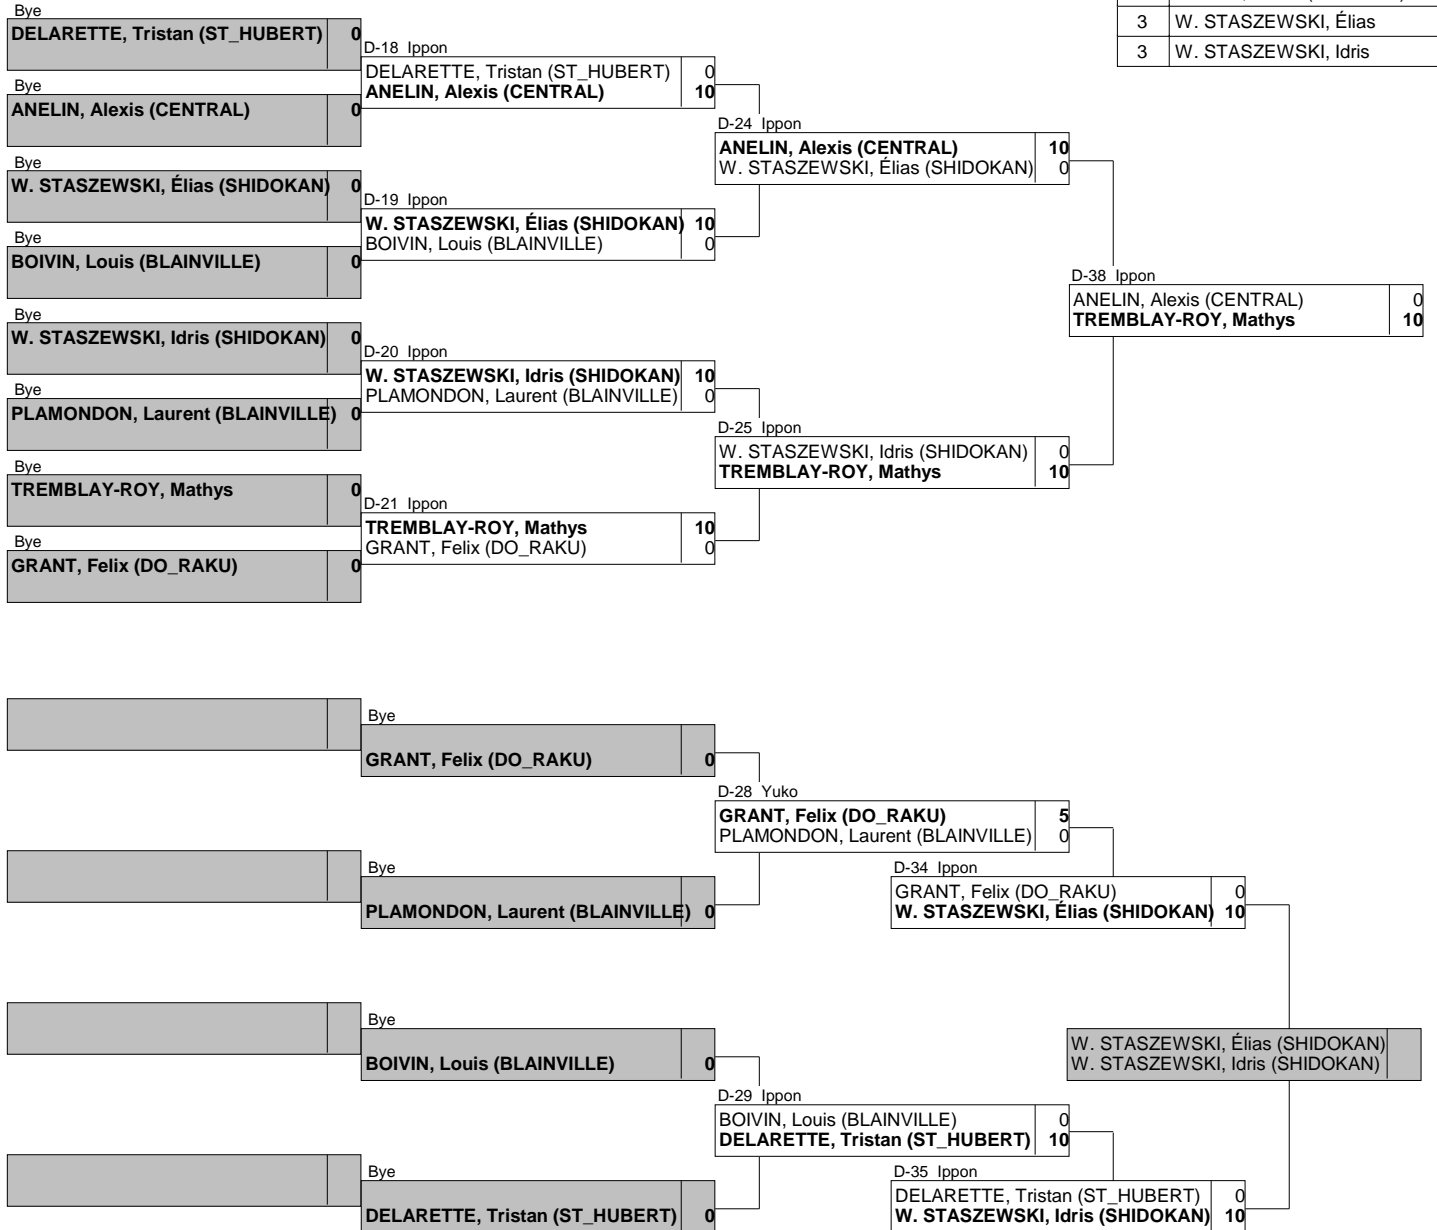 3 W. STASZEWSKI, Élias
3 W. STASZEWSKI, Idris
Bye
DELARETTE, Tristan (ST_HUBERT) 0
Bye
ANELIN, Alexis (CENTRAL) 0
Bye
W. STASZEWSKI, Élias (SHIDOKAN) 0
Bye
BOIVIN, Louis (BLAINVILLE) 0
Bye
W. STASZEWSKI, Idris (SHIDOKAN) 0
Bye
PLAMONDON, Laurent (BLAINVILLE) 0
Bye
TREMBLAY-ROY, Mathys 0
Bye
GRANT, Felix (DO_RAKU) 0
D-18 Ippon
DELARETTE, Tristan (ST_HUBERT) 0
ANELIN, Alexis (CENTRAL) 10
D-19 Ippon
W. STASZEWSKI, Élias (SHIDOKAN) 10
BOIVIN, Louis (BLAINVILLE) 0
D-20 Ippon
W. STASZEWSKI, Idris (SHIDOKAN) 10
PLAMONDON, Laurent (BLAINVILLE) 0
D-21 Ippon
TREMBLAY-ROY, Mathys 10
GRANT, Felix (DO_RAKU) 0
D-24 Ippon
ANELIN, Alexis (CENTRAL) 10
W. STASZEWSKI, Élias (SHIDOKAN) 0
D-25 Ippon
W. STASZEWSKI, Idris (SHIDOKAN) 0
TREMBLAY-ROY, Mathys 10
D-38 Ippon
ANELIN, Alexis (CENTRAL) 0
TREMBLAY-ROY, Mathys 10
Bye
GRANT, Felix (DO_RAKU) 0
Bye
PLAMONDON, Laurent (BLAINVILLE) 0
Bye
BOIVIN, Louis (BLAINVILLE) 0
Bye
DELARETTE, Tristan (ST_HUBERT) 0
D-28 Yuko
GRANT, Felix (DO_RAKU) 5
PLAMONDON, Laurent (BLAINVILLE) 0
D-29 Ippon
BOIVIN, Louis (BLAINVILLE) 0
DELARETTE, Tristan (ST_HUBERT) 10
D-34 Ippon
GRANT, Felix (DO_RAKU) 0
W. STASZEWSKI, Élias (SHIDOKAN) 10
D-35 Ippon
DELARETTE, Tristan (ST_HUBERT) 0
W. STASZEWSKI, Idris (SHIDOKAN) 10
W. STASZEWSKI, Élias (SHIDOKAN)
W. STASZEWSKI, Idris (SHIDOKAN)